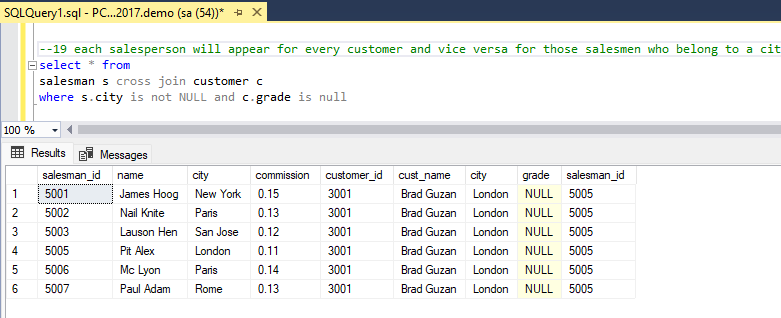 SQLQuery1.sql - PC...2017.demo (sa (54))*
--19 each salesperson will appear for every customer and vice versa for those salesmen who belong to a cit
select * from
salesman s cross join customer c
where s.city is not NULL and c.grade is null
100 %
Results Messages
salesman_id name city commission customer_id cust_name city grade salesman_id
1 5001 James Hoog New York 0.15 3001 Brad Guzan London NULL 5005
2 5002 Nail Knite Paris 0.13 3001 Brad Guzan London NULL 5005
3 5003 Lauson Hen San Jose 0.12 3001 Brad Guzan London NULL 5005
4 5005 Pit Alex London 0.11 3001 Brad Guzan London NULL 5005
5 5006 Mc Lyon Paris 0.14 3001 Brad Guzan London NULL 5005
6 5007 Paul Adam Rome 0.13 3001 Brad Guzan London NULL 5005